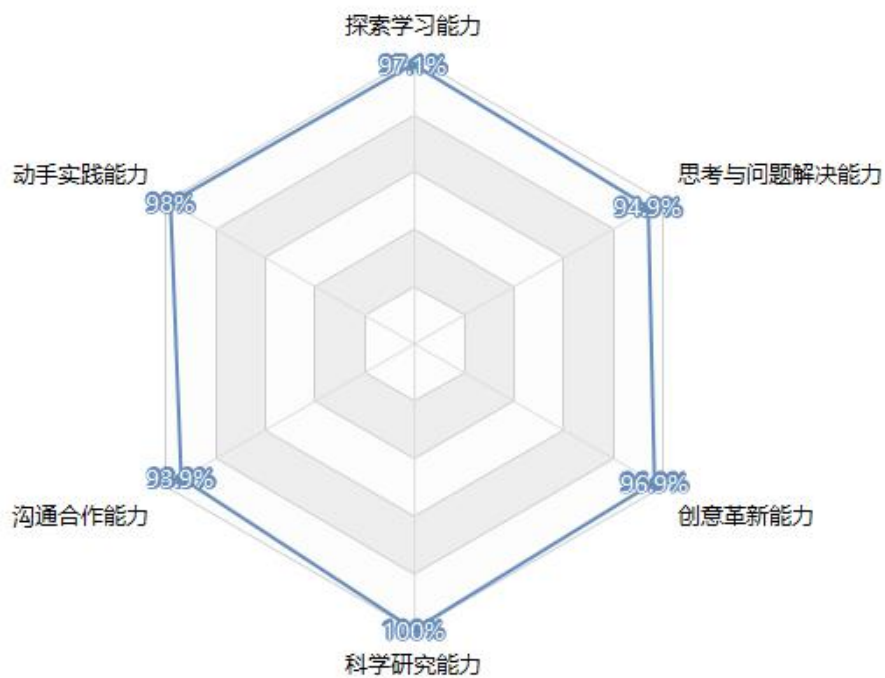 探索学习能力
97.1%
动手实践能力
思考与问题解决能力
98%
94.9%
93.9%
96.9%
沟通合作能力
创意革新能力
100%
科学研究能力